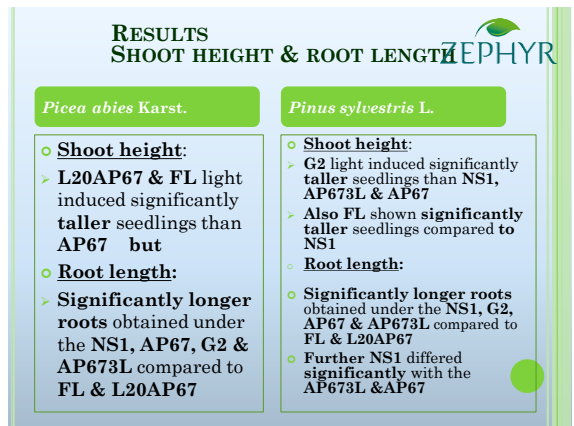 RESULTS
SHOOT HEIGHT & ROOT LENGTH
ZEPHYR
Picea abies Karst.
Shoot height:
L20AP67 & FL light
induced significantly
taller seedlings than
AP67 but
Root length:
Significantly longer
roots obtained under
the NS1, AP67, G2 &
AP673L compared to
FL & L20AP67
Pinus sylvestris L.
Shoot height:
G2 light induced significantly
taller seedlings than NS1,
AP673L & AP67
Also FL shown significantly
taller seedlings compared to
NS1
Root length:
Significantly longer roots
obtained under the NS1, G2,
AP67 & AP673L compared to
FL & L20AP67
Further NS1 differed
significantly with the
AP673L &AP67